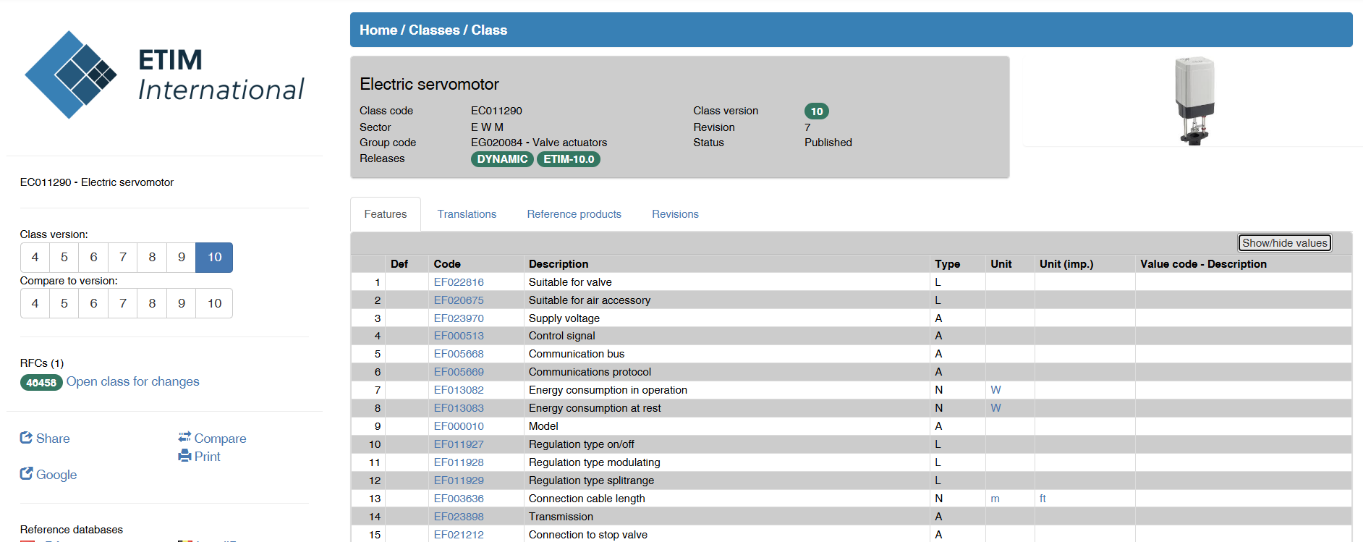 ETIM
International
EC011290 - Electric servomotor
Class version:
4 5 6 7 8 9 10
Compare to version:
4 5 6 7 8 9 10
RFCs (1)
46458 Open class for changes
Share Compare
Print
Google
Reference databases
Home / Classes / Class
Electric servomotor
Class code EC011290 Class version 10
Sector E W M Revision 7
Group code EG020084 - Valve actuators Status Published
Releases DYNAMIC ETIM-10.0
Features Translations Reference products Revisions
Show/hide values
Def Code Description Type Unit Unit (imp.) Value code - Description
1 EF022816 Suitable for valve L
2 EF020675 Suitable for air accessory L
3 EF023970 Supply voltage A
4 EF000513 Control signal A
5 EF005668 Communication bus A
6 EF005669 Communications protocol A
7 EF013082 Energy consumption in operation N W
8 EF013083 Energy consumption at rest N W
9 EF000010 Model A
10 EF011927 Regulation type on/off L
11 EF011928 Regulation type modulating L
12 EF011929 Regulation type splitrange L
13 EF003636 Connection cable length N m ft
14 EF023898 Transmission A
15 EF021212 Connection to stop valve A